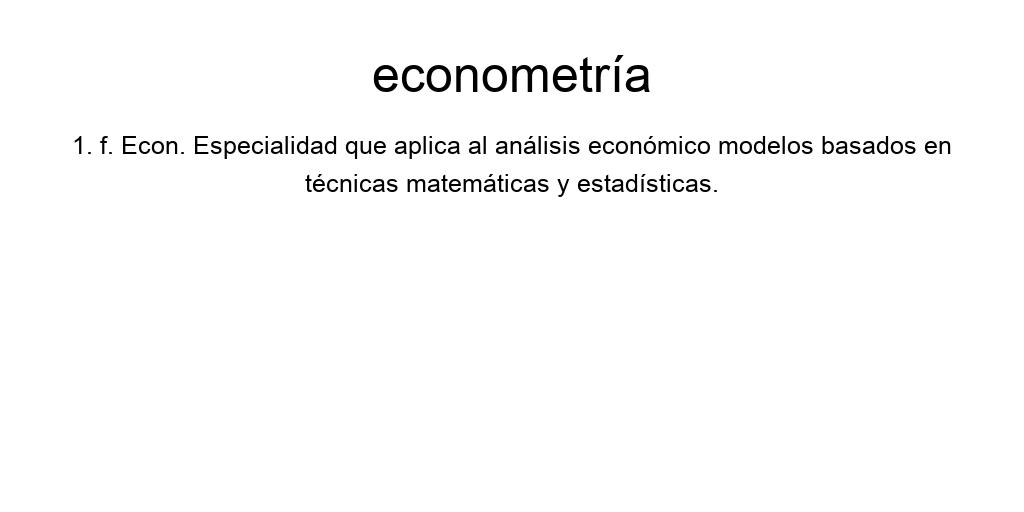 econometría
1. f. Econ. Especialidad que aplica al análisis económico modelos basados en
técnicas matemáticas y estadísticas.